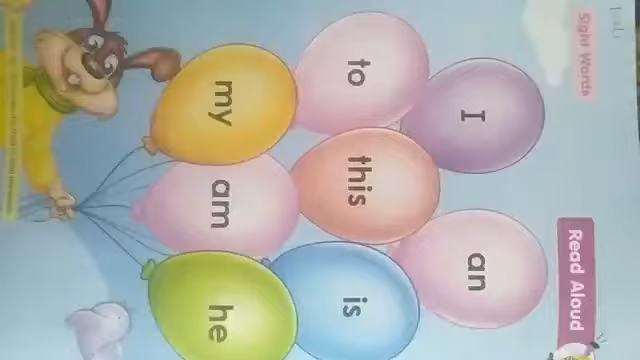 Sight Words
Read Aloud
I an
to this is
my am he